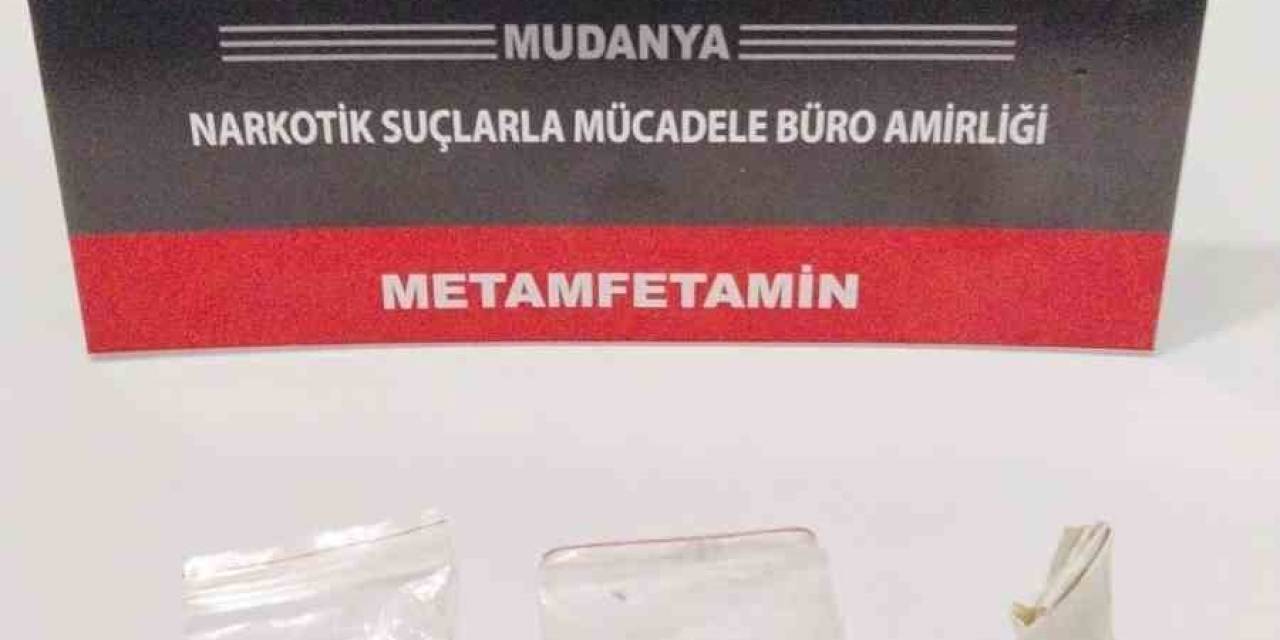 MUDANYA
NARKOTİK SUÇLARLA MÜCADELE BÜRO AMİRLİĞİ
METAMFETAMİN